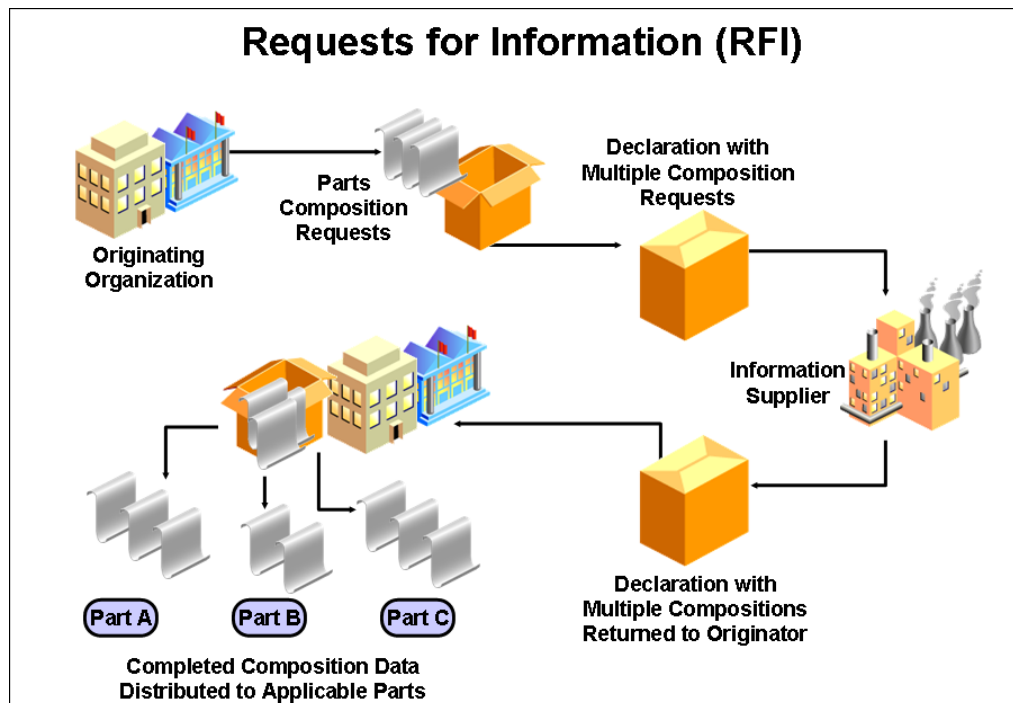 Requests for Information (RFI)
Originating
Organization
Parts
Composition
Requests
Declaration with
Multiple Composition
Requests
Information
Supplier
Declaration with
Multiple Compositions
Returned to Originator
Part A
Part B
Part C
Completed Composition Data
Distributed to Applicable Parts